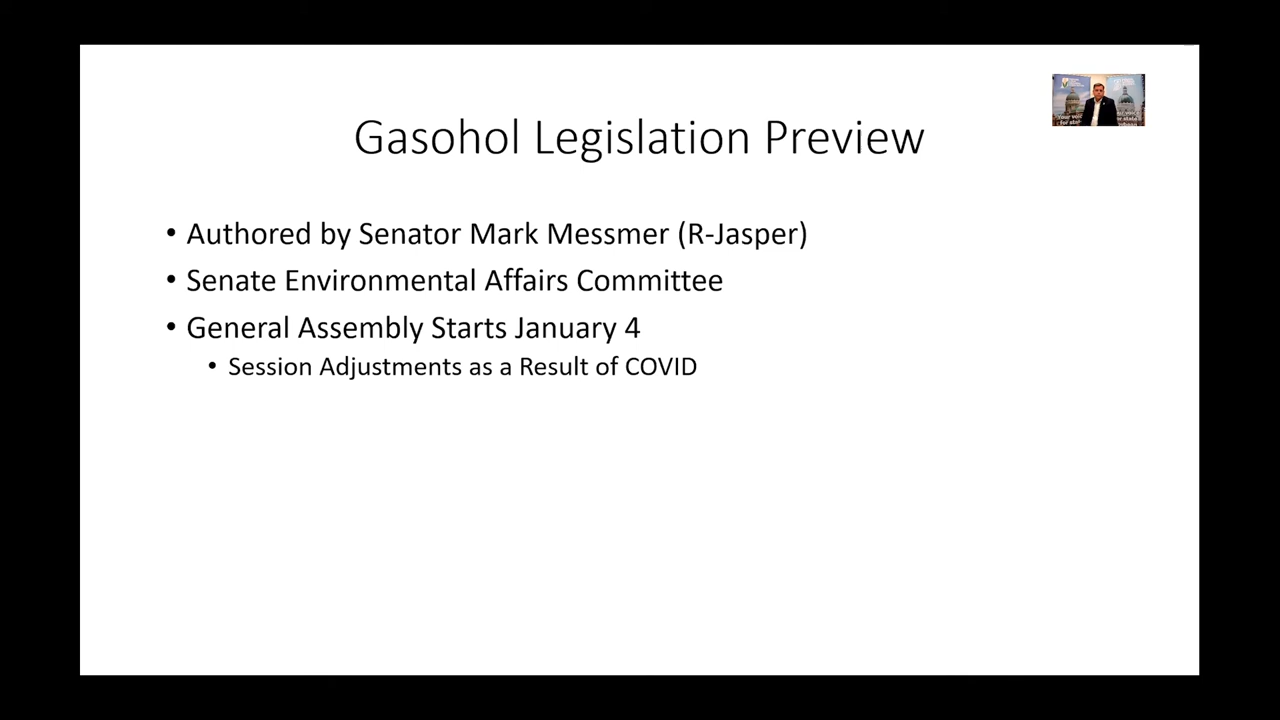 Gasohol Legislation Preview
• Authored by Senator Mark Messmer (R-Jasper)
• Senate Environmental Affairs Committee
• General Assembly Starts January 4
• Session Adjustments as a Result of COVID